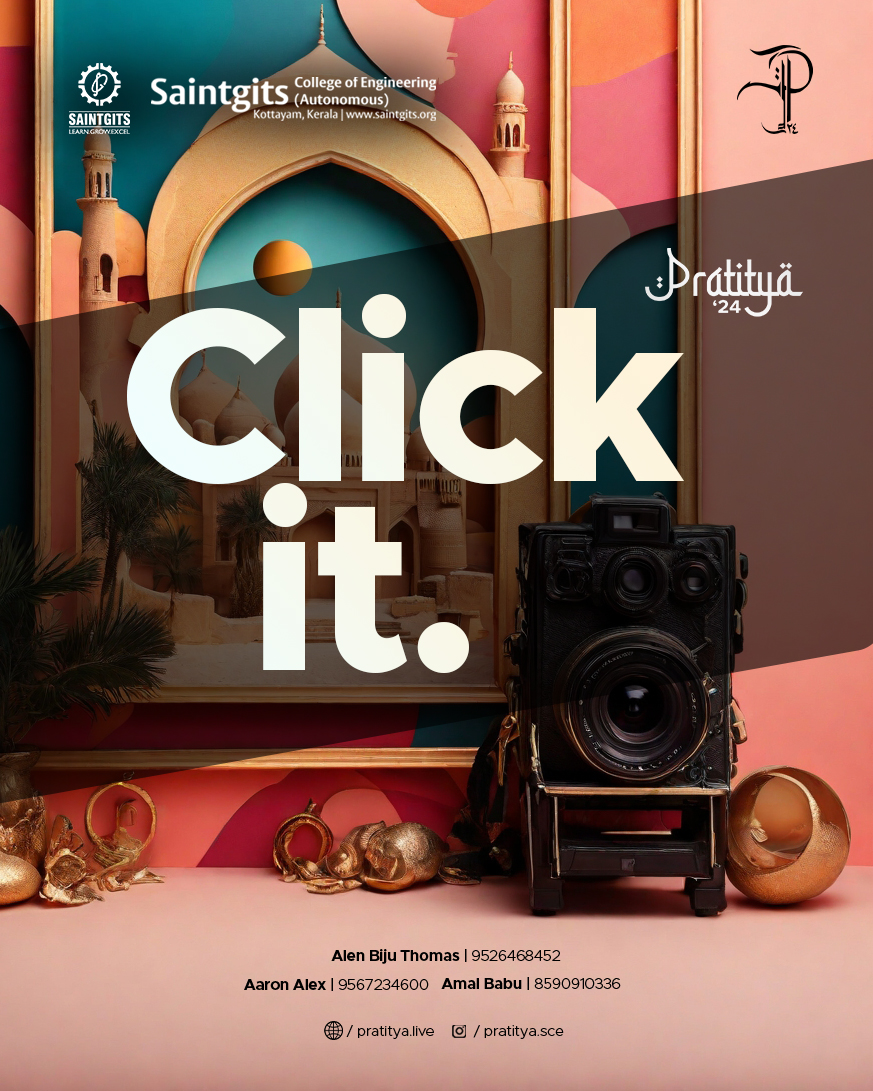 SAINTGITS
LEARN.GROW.EXCEL
Saintgits College of Engineering
(Autonomous)
Kottayam, Kerala | www.saintgits.org
Pratitya
‘24
Click
it.
Alen Biju Thomas | 9526468452
Aaron Alex | 9567234600 Amal Babu | 8590910336
/ pratitya.live / pratitya.sce